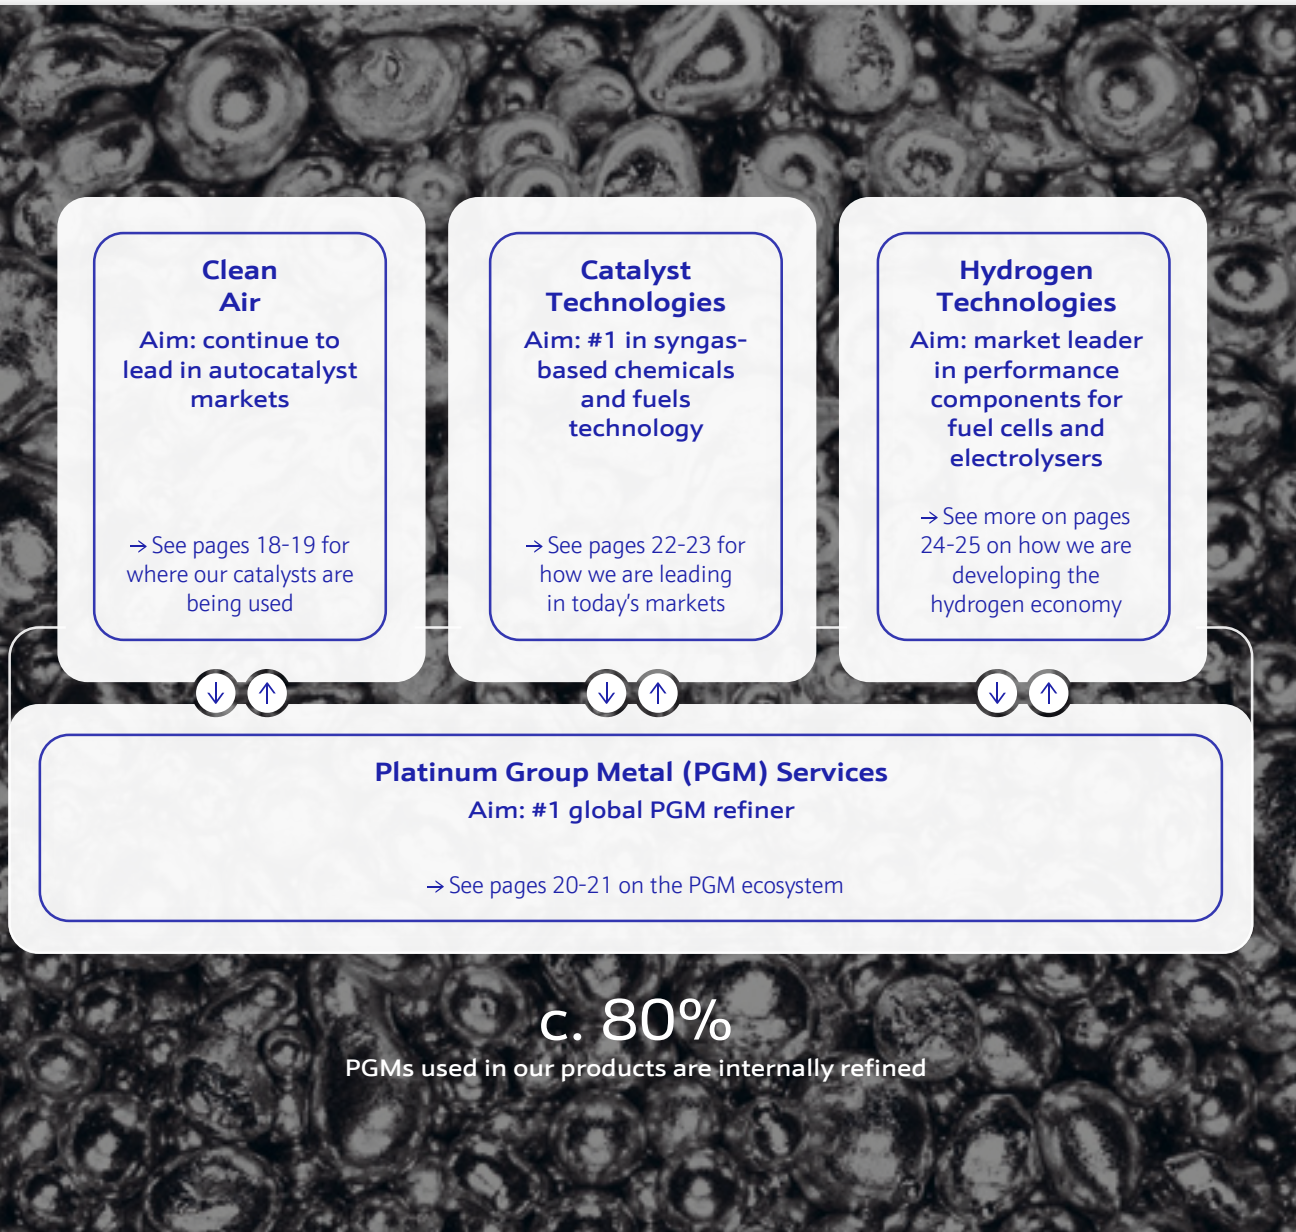 Clean
Air
Aim: continue to
lead in autocatalyst
markets
→ See pages 18-19 for
where our catalysts are
being used
Catalyst
Technologies
Aim: #1 in syngas-
based chemicals
and fuels
technology
→ See pages 22-23 for
how we are leading
in today's markets
Hydrogen
Technologies
Aim: market leader
in performance
components for
fuel cells and
electrolysers
→ See more on pages
24-25 on how we are
developing the
hydrogen economy
Platinum Group Metal (PGM) Services
Aim: #1 global PGM refiner
→ See pages 20-21 on the PGM ecosystem
c. 80%
PGMs used in our products are internally refined